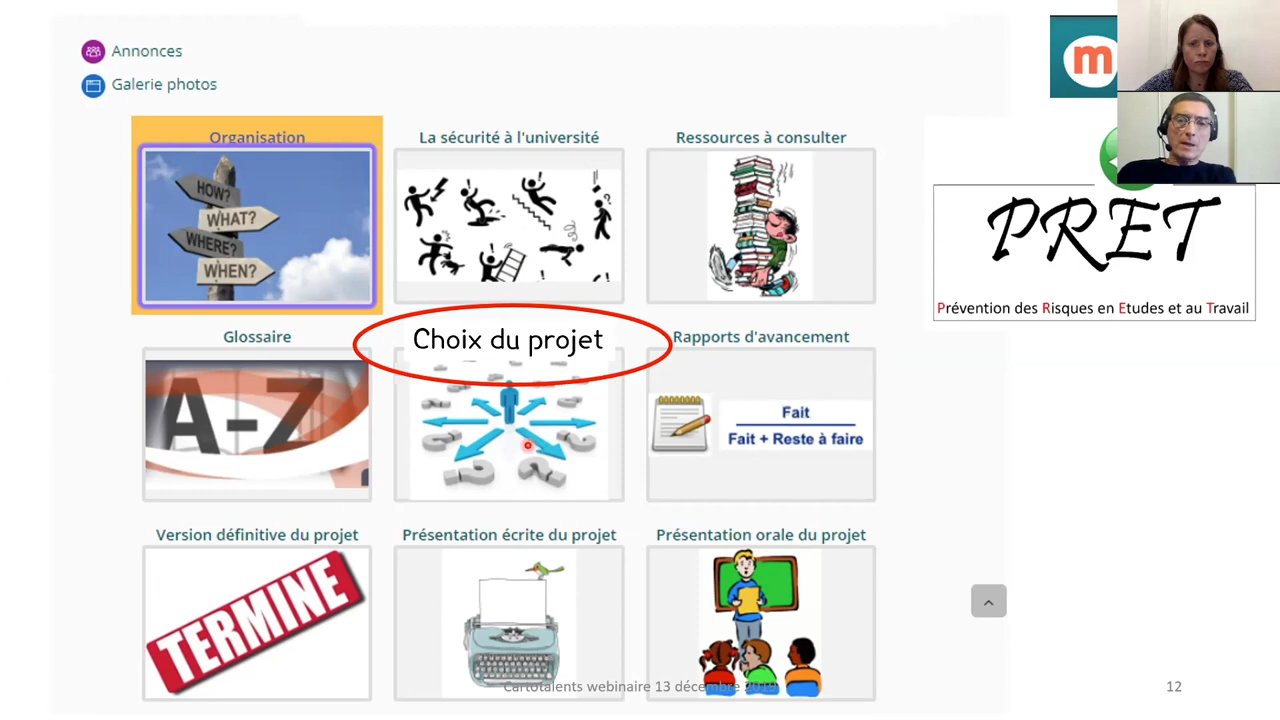 Annonces
Galerie photos
m
Organisation
La sécurité à l'université
Ressources à consulter
HOW?
WHAT?
WHERE?
WHEN?
PRET
Prévention des Risques en Etudes et au Travail
Glossaire
Choix du projet
Rapports d'avancement
A-Z
Fait
Fait + Reste à faire
Version définitive du projet
Présentation écrite du projet
Présentation orale du projet
TERMINE
Cartotalents webinaire 13 décembre 2019
12